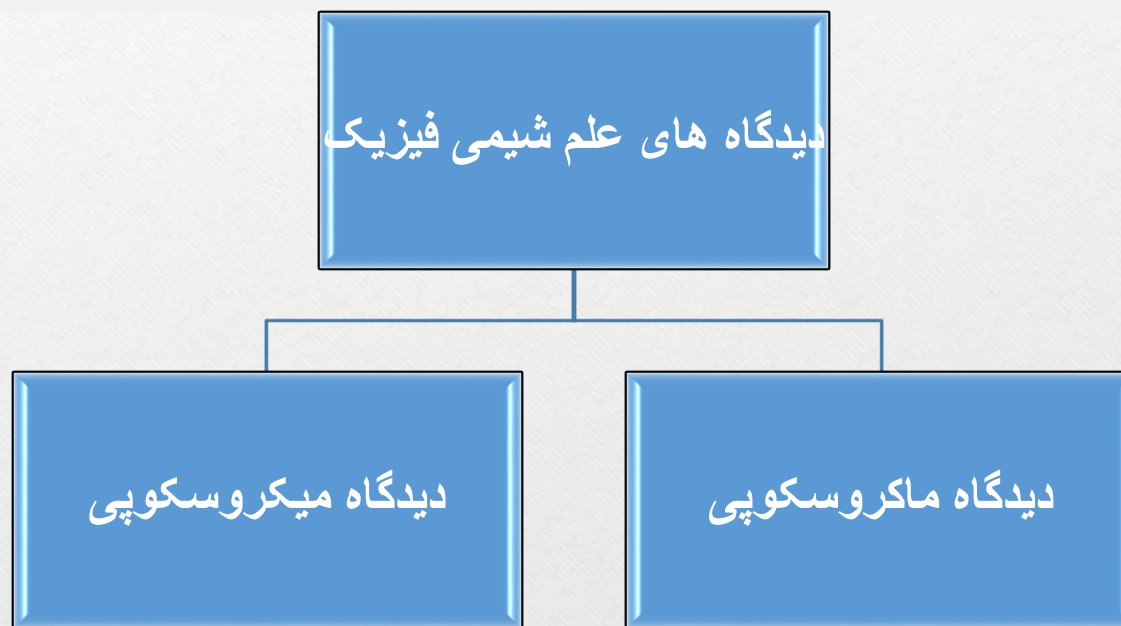 دیدگاه های علم شیمی فیزیک
دیدگاه ماکروسکوپی
دیدگاه میکروسکوپی